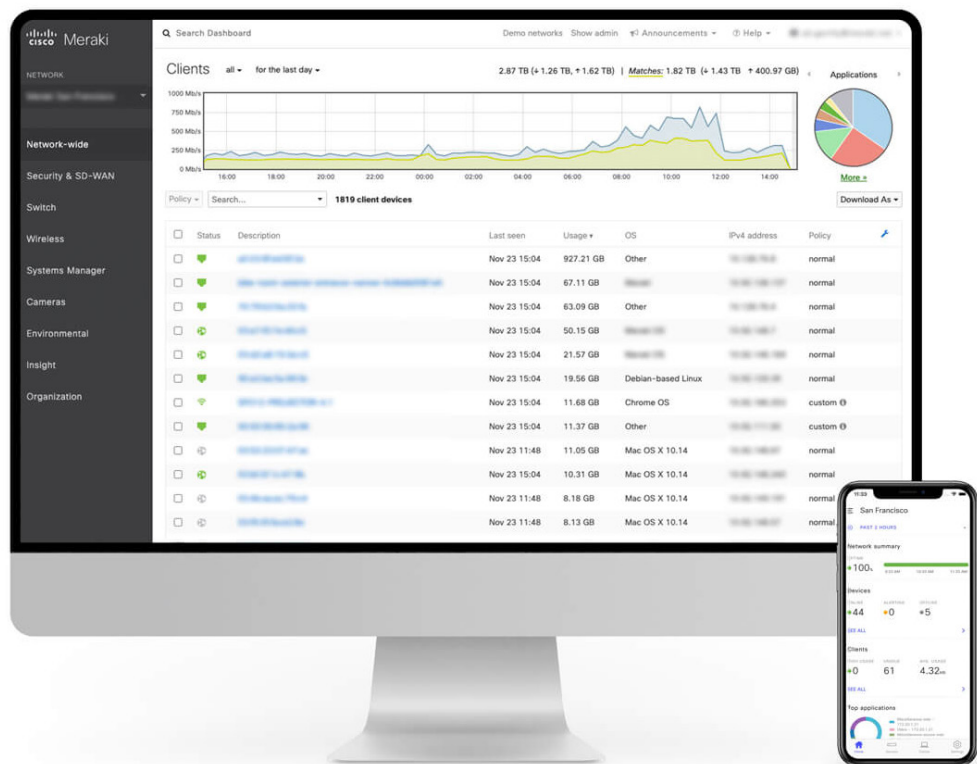 cisco Meraki
Search Dashboard
Demo networks Show admin Announcements Help
NETWORK
Network-wide
Security & SD-WAN
Switch
Wireless
Systems Manager
Cameras
Environmental
Insight
Organization
Clients all for the last day
2.87 TB (↓ 1.26 TB, ↑ 1.62 TB) | Matches: 1.82 TB (↓ 1.43 TB ↑ 400.97 GB)
Applications
1000 Mb/s
750 Mb/s
500 Mb/s
250 Mb/s
0 Mb/s
16:00 18:00 20:00 22:00 00:00 02:00 04:00 06:00 08:00 10:00 12:00 14:00
More »
Policy Search... 1819 client devices Download As
Status Description Last seen Usage OS IPv4 address Policy
Nov 23 15:04 927.21 GB Other normal
Nov 23 15:04 67.11 GB normal
Nov 23 15:04 63.09 GB Other normal
Nov 23 15:04 50.15 GB normal
Nov 23 15:04 21.57 GB normal
Nov 23 15:04 19.56 GB Debian-based Linux normal
Nov 23 15:04 11.68 GB Chrome OS custom
Nov 23 15:04 11.37 GB Other custom
Nov 23 11:48 11.05 GB Mac OS X 10.14 normal
Nov 23 15:04 10.31 GB Mac OS X 10.14 normal
Nov 23 11:48 8.18 GB Mac OS X 10.14 normal
Nov 23 11:48 8.13 GB Mac OS X 10.14 normal
11:33
San Francisco
PAST 2 HOURS
Network summary
100%
Devices
44 0 5
SEE ALL
Clients
0 61 4.32
SEE ALL
Top applications